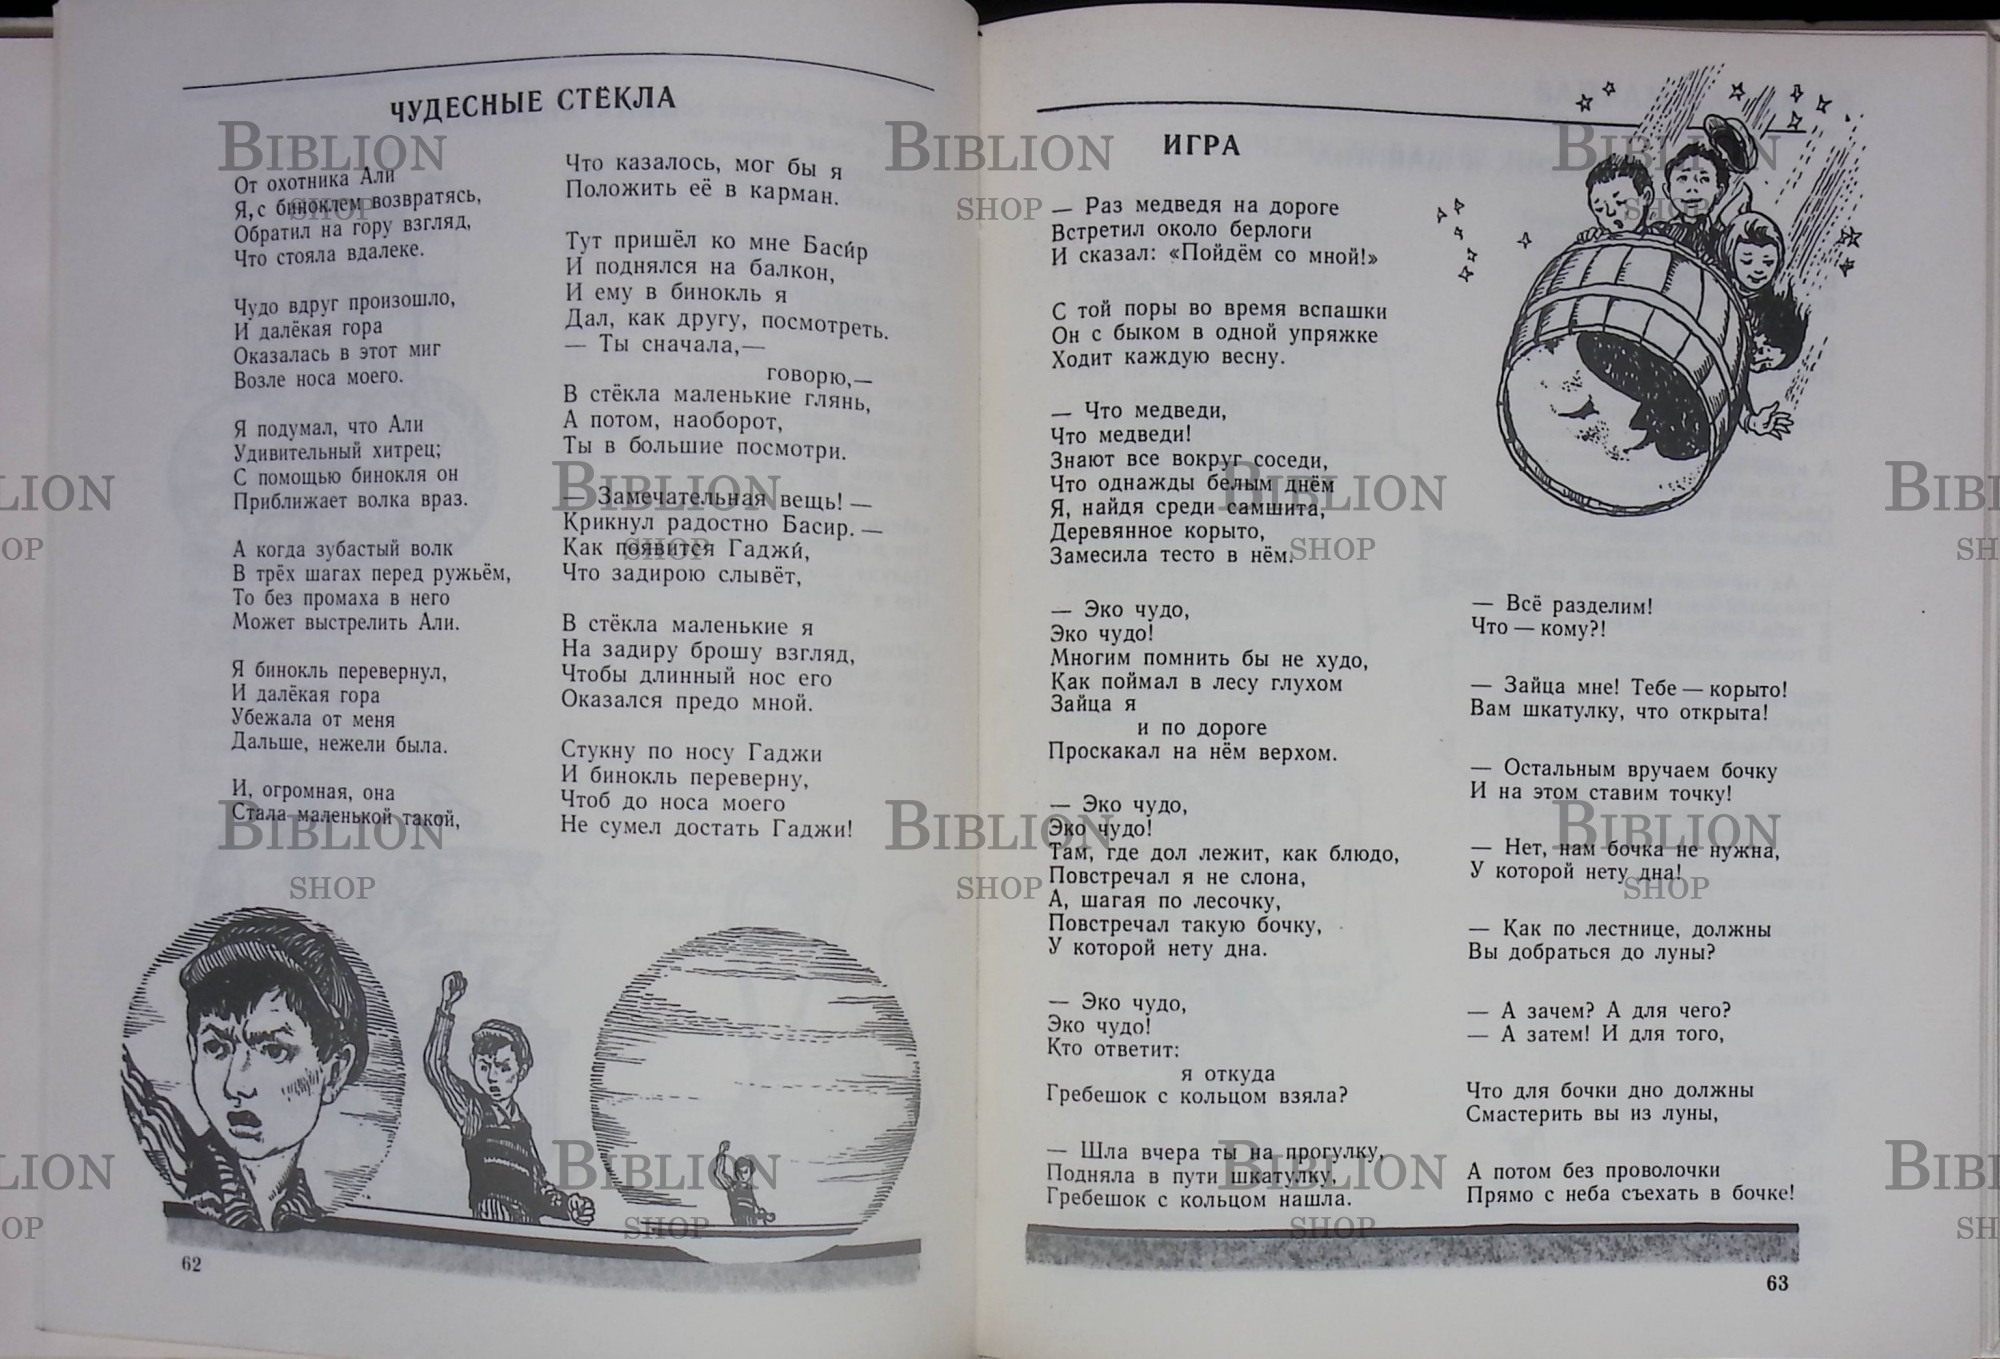 ЧУДЕСНЫЕ СТЁКЛА
От охотника Али
Я, с биноклем возвратясь,
Обратил на гору взгляд,
Что стояла вдалеке.
Чудо вдруг произошло,
И далёкая гора
Оказалась в этот миг
Возле носа моего.
Я подумал, что Али
Удивительный хитрец;
С помощью бинокля он
Приближает волка враз.
А когда зубастый волк
В трёх шагах перед ружьём,
То без промаха в него
Может выстрелить Али.
Я бинокль перевернул,
И далёкая гора
Убежала от меня
Дальше, нежели была.
И, огромная, она
Стала маленькой такой,
Что казалось, мог бы я
Положить её в карман.
Тут пришёл ко мне Баси́р
И поднялся на балкон,
И ему в бинокль я
Дал, как другу, посмотреть.
— Ты сначала,—
говорю,—
В стёкла маленькие глянь,
А потом, наоборот,
Ты в большие посмотри.
— Замечательная вещь! —
Крикнул радостно Басир. —
Как появится Гаджи́,
Что задирою слывёт,
В стёкла маленькие я
На задиру брошу взгляд,
Чтобы длинный нос его
Оказался предо мной.
Стукну по носу Гаджи
И бинокль переверну,
Чтоб до носа моего
Не сумел достать Гаджи!
62
ИГРА
— Раз медведя на дороге
Встретил около берлоги
И сказал: «Пойдём со мной!»
С той поры во время вспашки
Он с быком в одной упряжке
Ходит каждую весну.
— Что медведи,
Что медведи!
Знают все вокруг соседи,
Что однажды белым днём
Я, найдя среди самшита,
Деревянное корыто,
Замесила тесто в нём.
— Эко чудо,
Эко чудо!
Многим помнить бы не худо,
Как поймал в лесу глухом
Зайца я
и по дороге
Проскакал на нём верхом.
— Эко чудо,
Эко чудо!
Там, где дол лежит, как блюдо,
Повстречал я не слона,
А, шагая по лесочку,
Повстречал такую бочку,
У которой нету дна.
— Эко чудо,
Эко чудо!
Кто ответит:
я откуда
Гребешок с кольцом взяла?
— Шла вчера ты на прогулку,
Подняла в пути шкатулку,
Гребешок с кольцом нашла.
— Всё разделим!
Что — кому?!
— Зайца мне! Тебе — корыто!
Вам шкатулку, что открыта!
— Остальным вручаем бочку
И на этом ставим точку!
— Нет, нам бочка не нужна,
У которой нету дна!
— Как по лестнице, должны
Вы добраться до луны?
— А зачем? А для чего?
— А затем! И для того,
Что для бочки дно должны
Смастерить вы из луны,
А потом без проволочки
Прямо с неба съехать в бочке!
63
BIBLION
SHOP